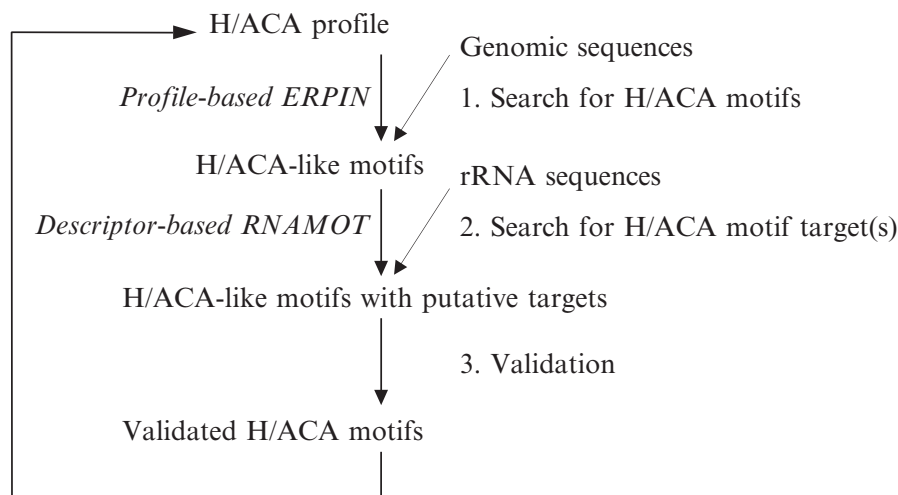 H/ACA profile
Genomic sequences
Profile-based ERPIN
1. Search for H/ACA motifs
H/ACA-like motifs
rRNA sequences
Descriptor-based RNAMOT
2. Search for H/ACA motif target(s)
H/ACA-like motifs with putative targets
3. Validation
Validated H/ACA motifs